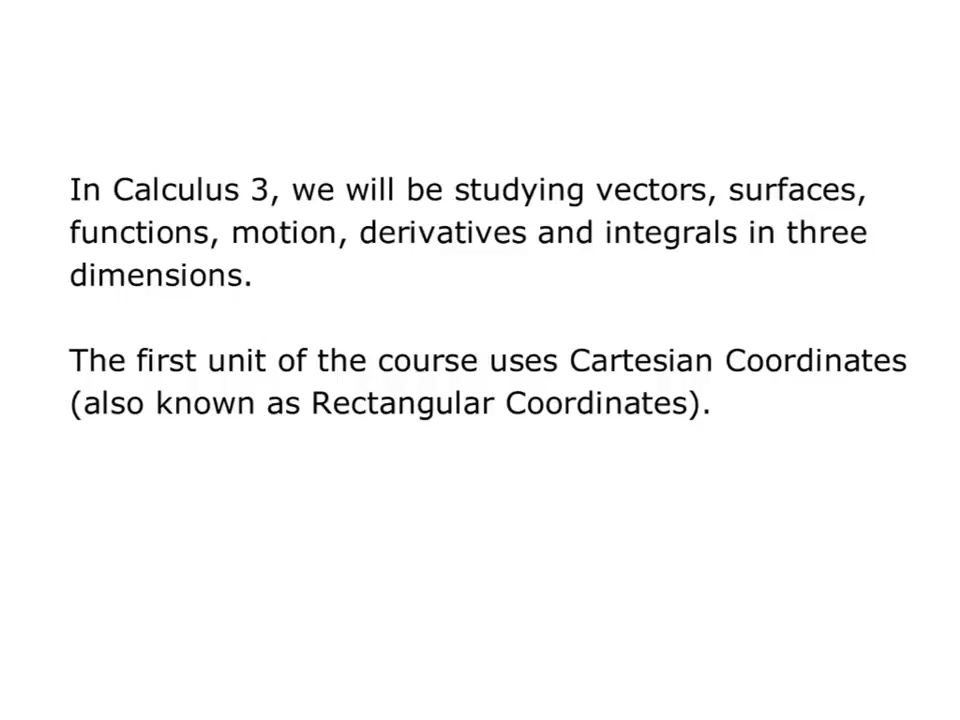 In Calculus 3, we will be studying vectors, surfaces,
functions, motion, derivatives and integrals in three
dimensions.
The first unit of the course uses Cartesian Coordinates
(also known as Rectangular Coordinates).